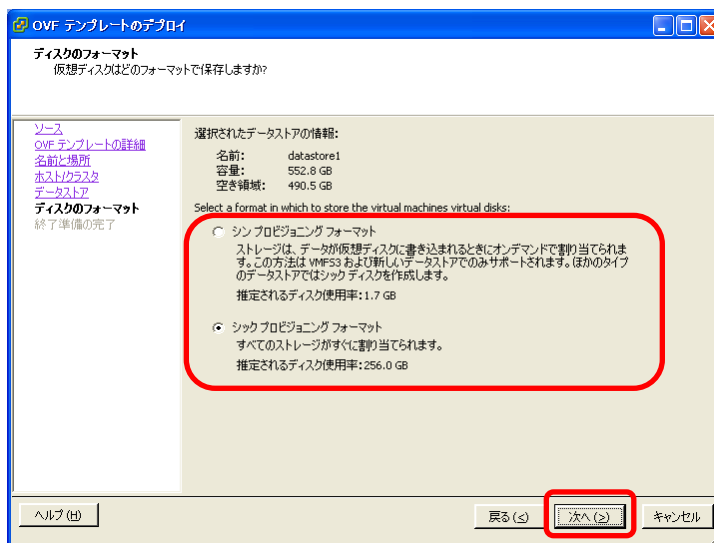 OVF テンプレートのデプロイ
ディスクのフォーマット
仮想ディスクはどのフォーマットで保存しますか?
ソース
OVF テンプレートの詳細
名前と場所
ホスト/クラスタ
データストア
ディスクのフォーマット
終了準備の完了
選択されたデータストアの情報:
名前: datastore1
容量: 552.8 GB
空き領域: 490.5 GB
Select a format in which to store the virtual machines virtual disks:
シン プロビジョニング フォーマット
ストレージは、データが仮想ディスクに書き込まれるときにオンデマンドで割り当てられま
す。この方法は VMFS3 および新しいデータストアでのみサポートされます。ほかのタイプ
のデータストアではシック ディスクを作成します。
推定されるディスク使用率:1.7 GB
シック プロビジョニング フォーマット
すべてのストレージがすぐに割り当てられます。
推定されるディスク使用率:256.0 GB
ヘルプ(H)
戻る(≤)
次へ(≥)
キャンセル